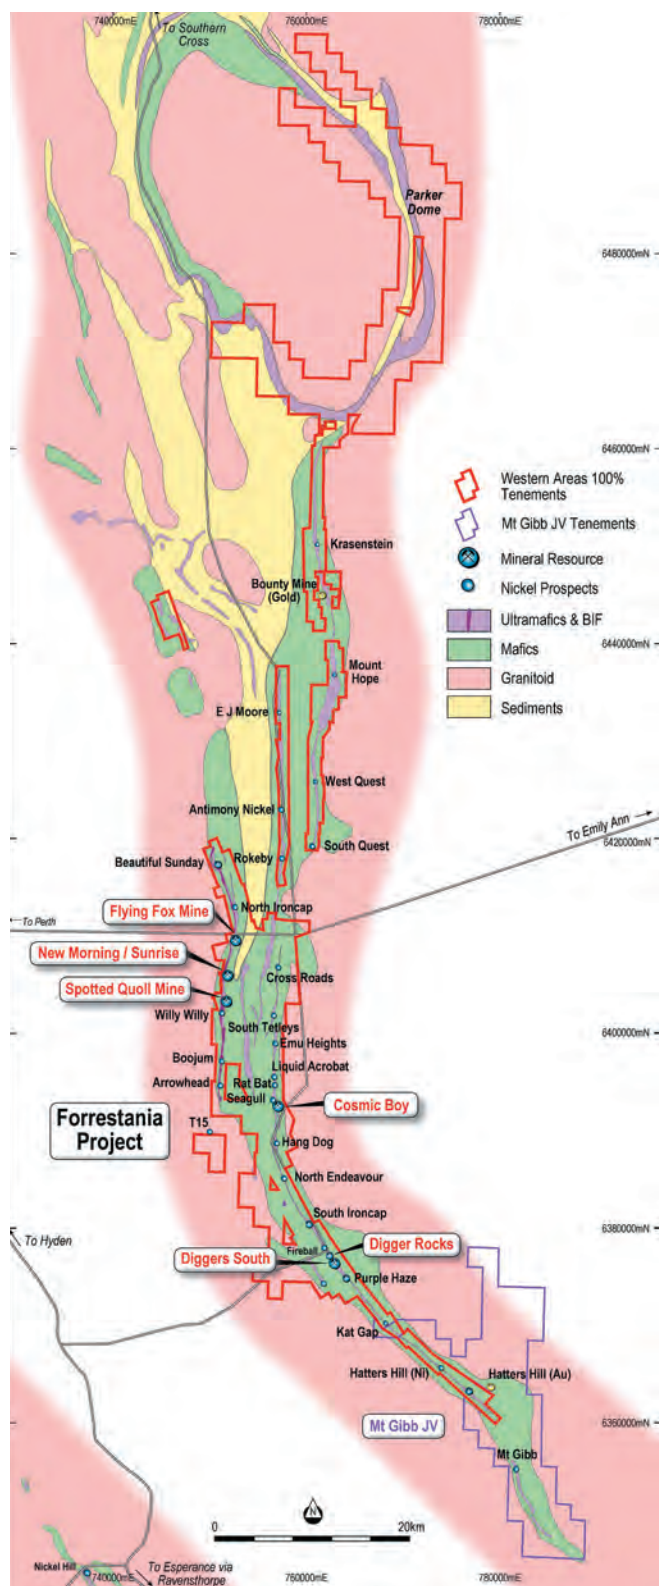 740000mE
760000mE
780000mE
To Southern
Cross
Parker
Dome
6480000mN
6460000mN
Western Areas 100%
Tenements
Mt Gibb JV Tenements
Mineral Resource
Nickel Prospects
Ultramafics & BIF
Mafics
Granitoid
Sediments
Krasenstein
Bounty Mine
(Gold)
6440000mN
Mount
Hope
E J Moore
West Quest
Antimony Nickel
To Emily Ann
South Quest
6420000mN
Beautiful Sunday
Rokeby
North Ironcap
Flying Fox Mine
To Perth
New Morning / Sunrise
Cross Roads
Spotted Quoll Mine
Willy Willy
South Tetleys
6400000mN
Emu Heights
Boojum
Liquid Acrobat
Arrowhead
Rat Bat
Seagull
Cosmic Boy
Forrestania
Project
T15
Hang Dog
North Endeavour
South Ironcap
6380000mN
To Hyden
Fireball
Digger Rocks
Diggers South
Purple Haze
Kat Gap
Hatters Hill (Ni)
Hatters Hill (Au)
6360000mN
Mt Gibb JV
Mt Gibb
N
0
20km
Nickel Hill
740000mE
To Esperance via
Ravensthorpe
760000mE
780000mE